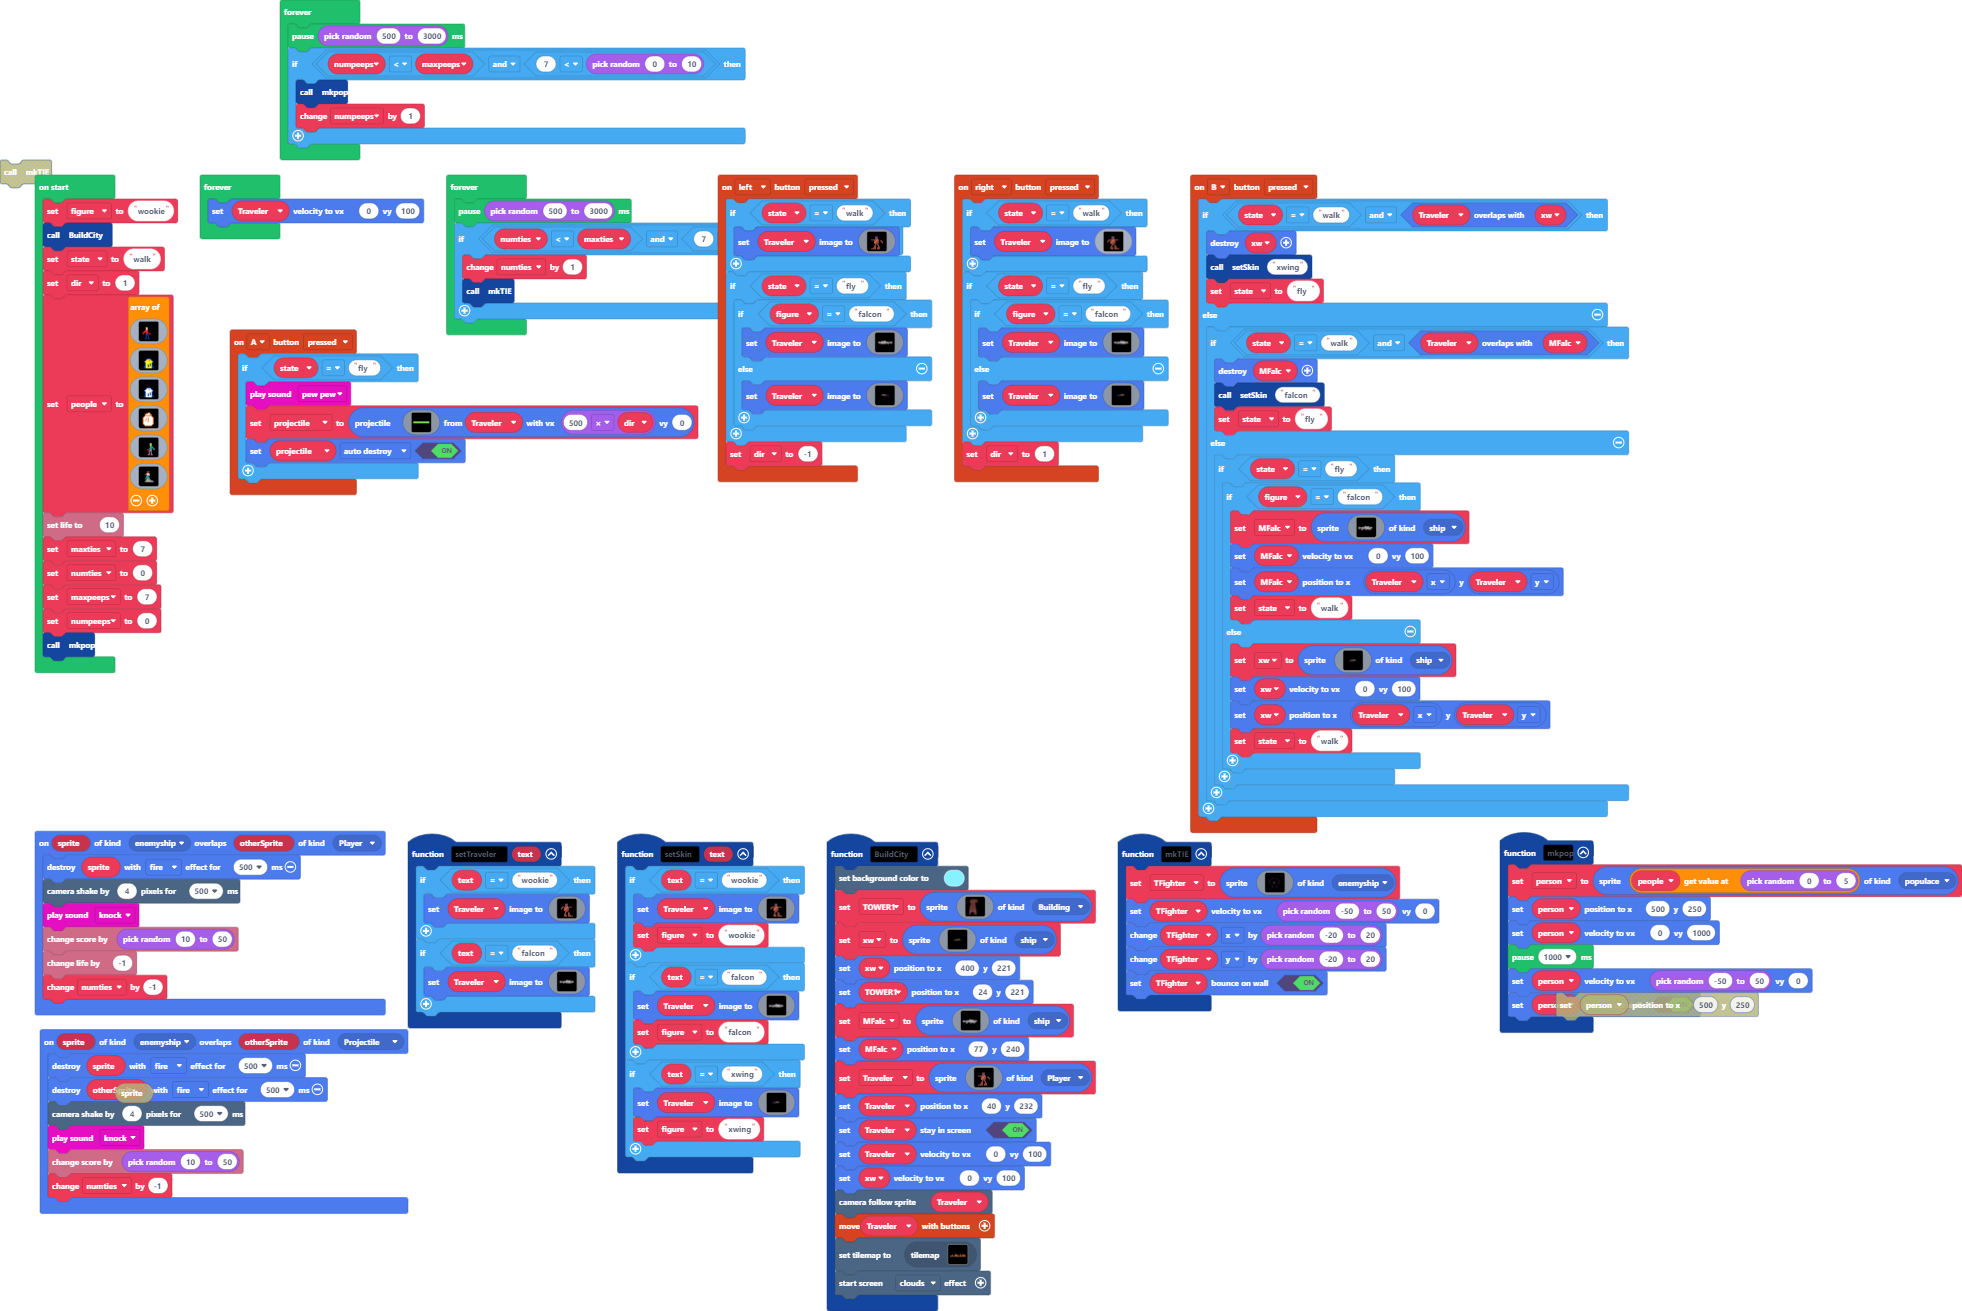 forever
pause pick random 500 to 3000 ms
if numpeeps < maxpeeps and 7 < pick random 0 to 10 then
call mkpop
change numpeeps by 1
call mkTIE
on start
set figure to "wookie"
call BuildCity
set state to "walk"
set dir to 1
array of
set people to
set life to 10
set maxties to 7
set numties to 0
set maxpeeps to 7
set numpeeps to 0
call mkpop
forever
set Traveler velocity to vx 0 vy 100
forever
pause pick random 500 to 3000 ms
if numties < maxties and 7
change numties by 1
call mkTIE
on A button pressed
if state = "fly" then
play sound pew pew
set projectile to projectile from Traveler with vx 500 × dir vy 0
set projectile auto destroy ON
on left button pressed
if state = "walk" then
set Traveler image to
if state = "fly" then
if figure = "falcon" then
set Traveler image to
else
set Traveler image to
set dir to -1
on right button pressed
if state = "walk" then
set Traveler image to
if state = "fly" then
if figure = "falcon" then
set Traveler image to
else
set Traveler image to
set dir to 1
on B button pressed
if state = "walk" and Traveler overlaps with xw then
destroy xw
call setSkin "xwing"
set state to "fly"
else
if state = "walk" and Traveler overlaps with MFalc then
destroy MFalc
call setSkin "falcon"
set state to "fly"
else
if state = "fly" then
if figure = "falcon" then
set MFalc to sprite of kind ship
set MFalc velocity to vx 0 vy 100
set MFalc position to x Traveler x y Traveler y
set state to "walk"
else
set xw to sprite of kind ship
set xw velocity to vx 0 vy 100
set xw position to x Traveler x y Traveler y
set state to "walk"
on sprite of kind enemyship overlaps otherSprite of kind Player
destroy sprite with fire effect for 500 ms
camera shake by 4 pixels for 500 ms
play sound knock
change score by pick random 10 to 50
change life by -1
change numties by -1
on sprite of kind enemyship overlaps otherSprite of kind Projectile
destroy sprite with fire effect for 500 ms
destroy sprite with fire effect for 500 ms
camera shake by 4 pixels for 500 ms
play sound knock
change score by pick random 10 to 50
change numties by -1
function setTraveler text
if text = "wookie" then
set Traveler image to
if text = "falcon" then
set Traveler image to
function setSkin text
if text = "wookie" then
set Traveler image to
set figure to "wookie"
if text = "falcon" then
set Traveler image to
set figure to "falcon"
if text = "xwing" then
set Traveler image to
set figure to "xwing"
function BuildCity
set background color to
set TOWER1 to sprite of kind Building
set xw to sprite of kind ship
set xw position to x 400 y 221
set TOWER1 position to x 24 y 221
set MFalc to sprite of kind ship
set MFalc position to x 77 y 240
set Traveler to sprite of kind Player
set Traveler position to x 40 y 232
set Traveler stay in screen ON
set Traveler velocity to vx 0 vy 100
set xw velocity to vx 0 vy 100
camera follow sprite Traveler
move Traveler with buttons
set tilemap to tilemap
start screen clouds effect
function mkTIE
set TFighter to sprite of kind enemyship
set TFighter velocity to vx pick random -50 to 50 vy 0
change TFighter x by pick random -20 to 20
change TFighter y by pick random -20 to 20
set TFighter bounce on wall ON
function mkpop
set person to sprite people get value at pick random 0 to 5 of kind populace
set person position to x 500 y 250
set person velocity to vx 0 vy 1000
pause 1000 ms
set person velocity to vx pick random -50 to 50 vy 0
set set person position to x 500 y 250